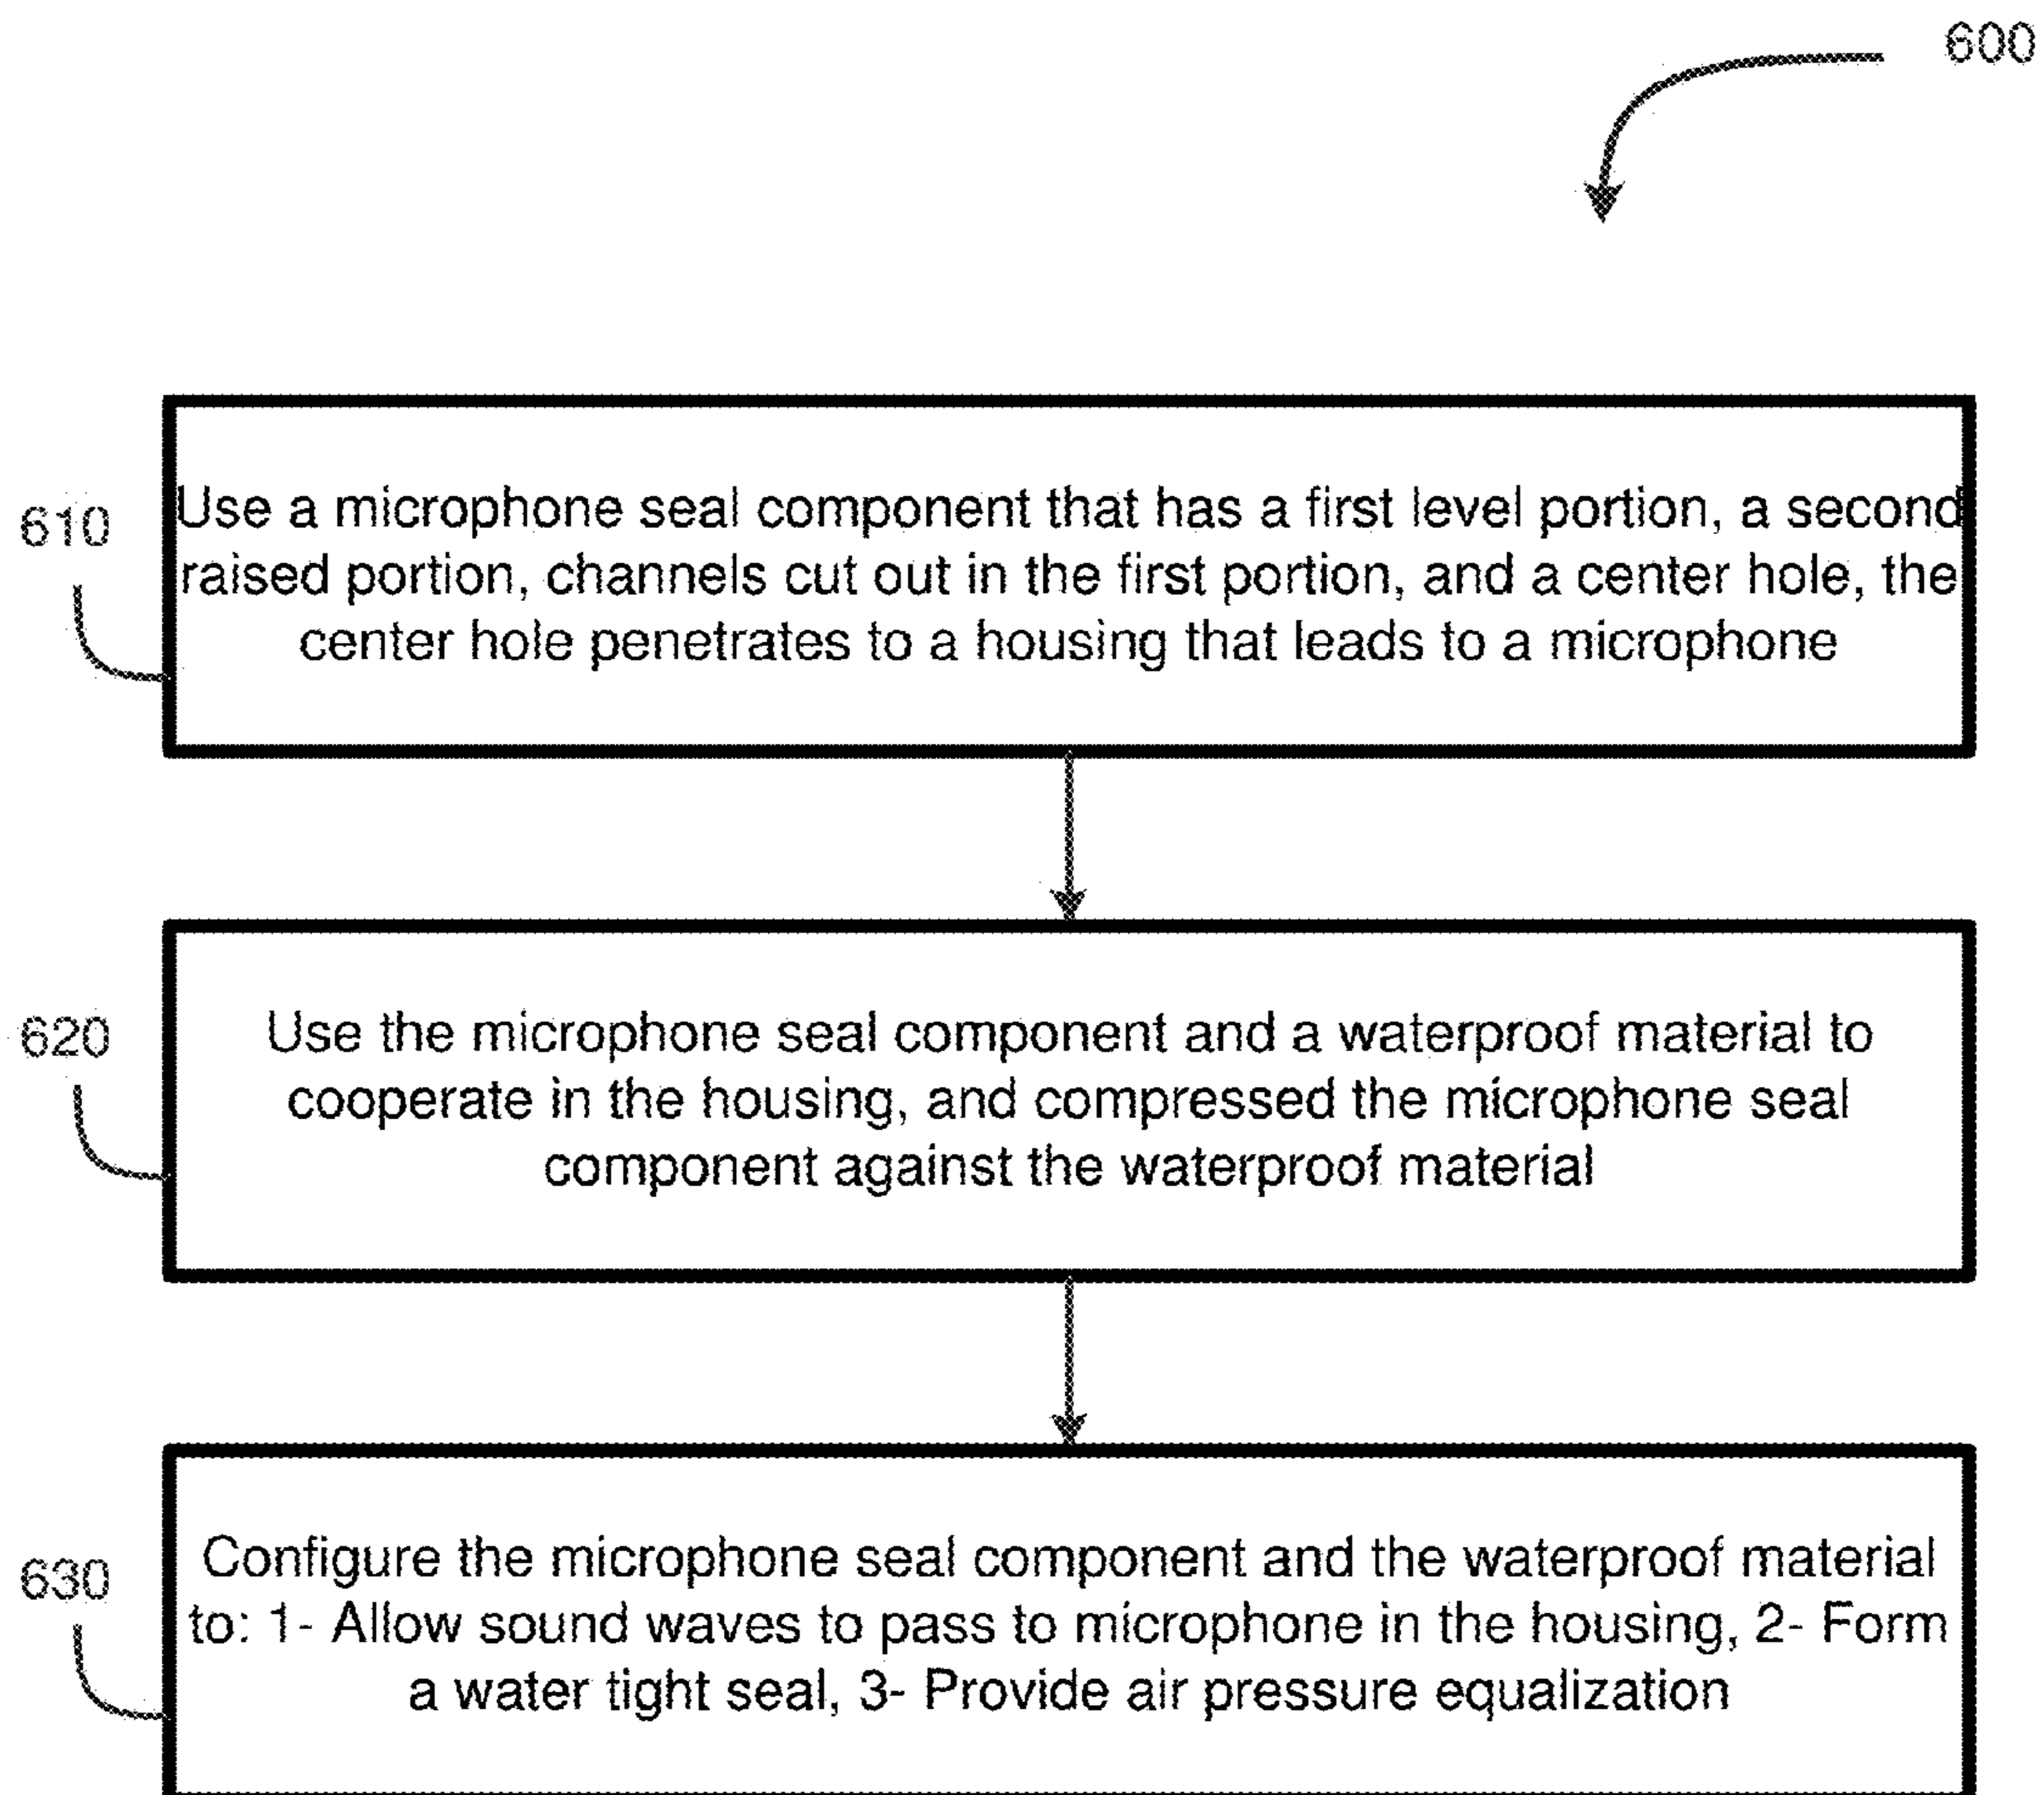 600
610
Use a microphone seal component that has a first level portion, a second
raised portion, channels cut out in the first portion, and a center hole, the
center hole penetrates to a housing that leads to a microphone
620
Use the microphone seal component and a waterproof material to
cooperate in the housing, and compressed the microphone seal
component against the waterproof material
630
Configure the microphone seal component and the waterproof material
to: 1- Allow sound waves to pass to microphone in the housing, 2- Form
a water tight seal, 3- Provide air pressure equalization